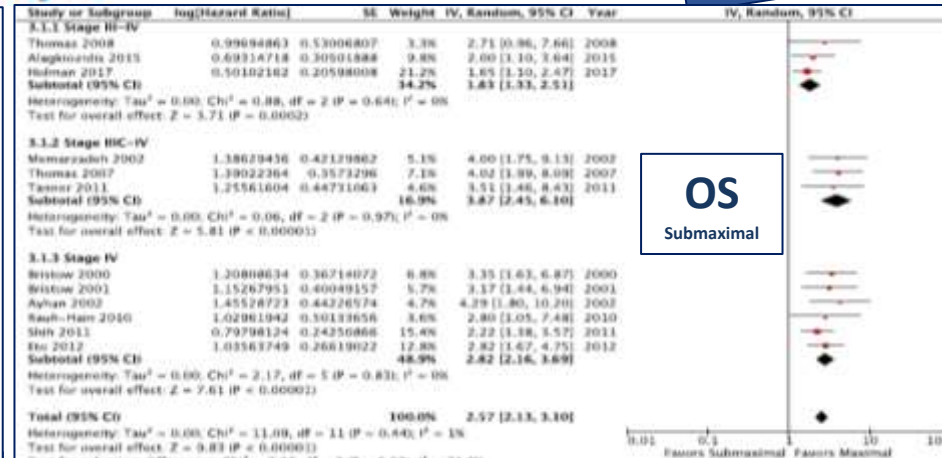 Study or Subgroup log[Hazard Ratio] SE Weight IV, Random, 95% CI Year IV, Random, 95% CI
3.1.1 Stage III-IV
Thomas 2008 0.99694863 0.53006807 3.3% 2.71 [0.96, 7.66] 2008
Alagkiozidis 2015 0.69314718 0.30501888 9.8% 2.00 [1.10, 3.64] 2015
Holman 2017 0.50102162 0.20598008 21.2% 1.65 [1.10, 2.47] 2017
Subtotal (95% CI) 34.2% 1.83 [1.33, 2.51]
Heterogeneity: Tau² = 0.00; Chi² = 0.88, df = 2 (P = 0.64); I² = 0%
Test for overall effect: Z = 3.71 (P = 0.0002)
3.1.2 Stage IIIC-IV
Memarzadeh 2002 1.38629436 0.42129862 5.1% 4.00 [1.75, 9.13] 2002
Thomas 2007 1.39022364 0.3573296 7.1% 4.02 [1.99, 8.09] 2007
Tanner 2011 1.25561604 0.44731063 4.6% 3.51 [1.46, 8.43] 2011
Subtotal (95% CI) 16.9% 3.87 [2.45, 6.10]
Heterogeneity: Tau² = 0.00; Chi² = 0.06, df = 2 (P = 0.97); I² = 0%
Test for overall effect: Z = 5.81 (P < 0.00001)
OS
Submaximal
3.1.3 Stage IV
Bristow 2000 1.20808634 0.36714072 6.8% 3.35 [1.63, 6.87] 2000
Bristow 2001 1.15267951 0.40049157 5.7% 3.17 [1.44, 6.94] 2001
Ayhan 2002 1.45528723 0.44226574 4.7% 4.29 [1.80, 10.20] 2002
Rauh-Hain 2010 1.02961942 0.50133656 3.6% 2.80 [1.05, 7.48] 2010
Shih 2011 0.79798124 0.24250866 15.4% 2.22 [1.38, 3.57] 2011
2012 1.03563749 0.26619022 12.8% 2.82 [1.67, 4.75] 2012
Subtotal (95% CI) 48.9% 2.82 [2.16, 3.69]
Heterogeneity: Tau² = 0.00; Chi² = 2.17, df = 5 (P = 0.83); I² = 0%
Test for overall effect: Z = 7.61 (P < 0.00001)
Total (95% CI) 100.0% 2.57 [2.13, 3.10]
Heterogeneity: Tau² = 0.00; Chi² = 11.09, df = 11 (P = 0.44); I² = 1%
Test for overall effect: Z = 9.83 (P < 0.00001)
0.01 0.1 1 10 100
Favors Submaximal Favors Maximal